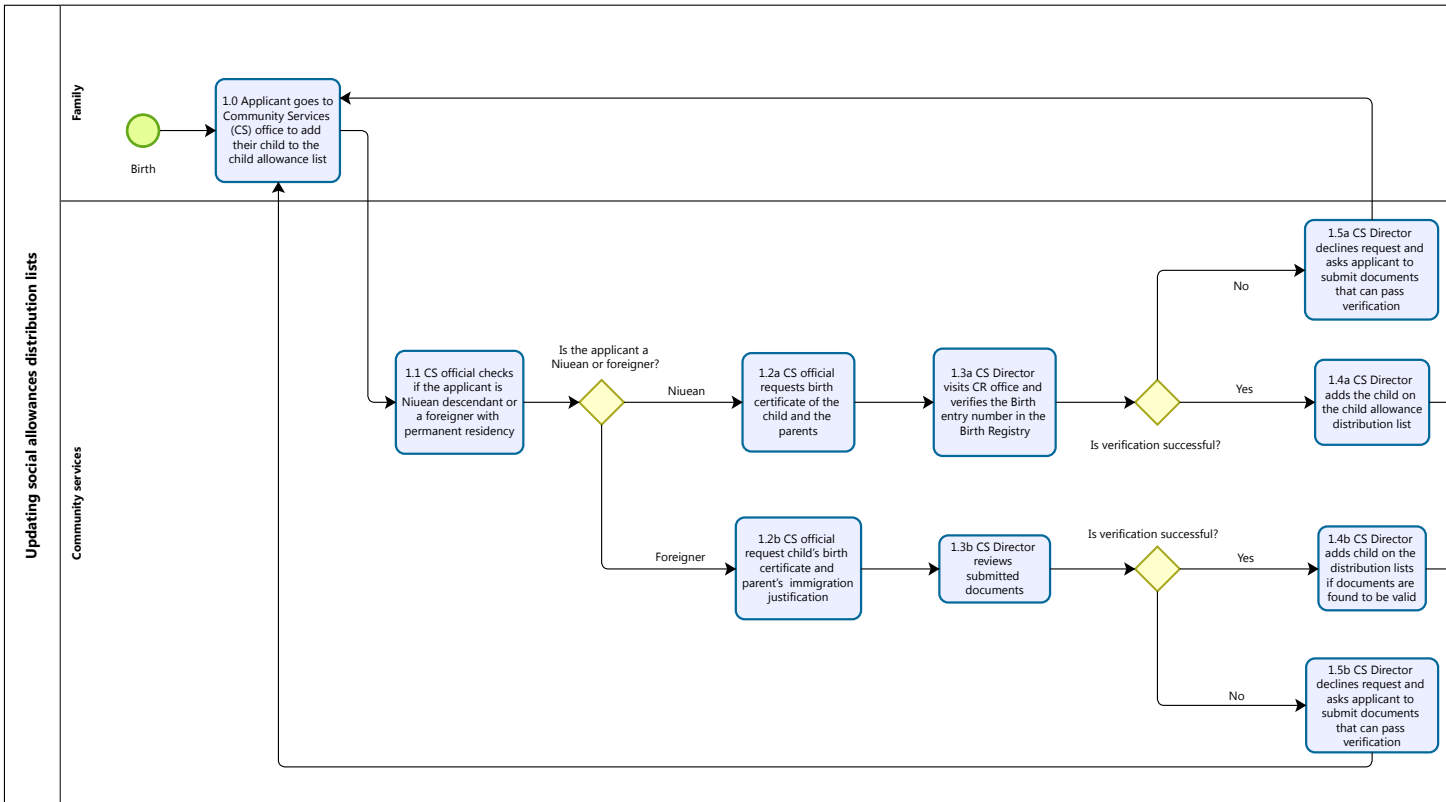 Updating social allowances distribution lists
Family
Birth
1.0 Applicant goes to
Community Services
(CS) office to add
their child to the
child allowance list
Community services
1.1 CS official checks
if the applicant is
Niuean descendant or
a foreigner with
permanent residency
Is the applicant a
Niuean or foreigner?
Niuean
1.2a CS official
requests birth
certificate of the
child and the
parents
1.3a CS Director
visits CR office and
verifies the Birth
entry number in the
Birth Registry
Is verification successful?
No
1.5a CS Director
declines request and
asks applicant to
submit documents
that can pass
verification
Yes
1.4a CS Director
adds the child on
the child allowance
distribution list
Foreigner
1.2b CS official
request child's birth
certificate and
parent's immigration
justification
1.3b CS Director
reviews
submitted
documents
Is verification successful?
Yes
1.4b CS Director
adds child on the
distribution lists
if documents are
found to be valid
No
1.5b CS Director
declines request and
asks applicant to
submit documents
that can pass
verification